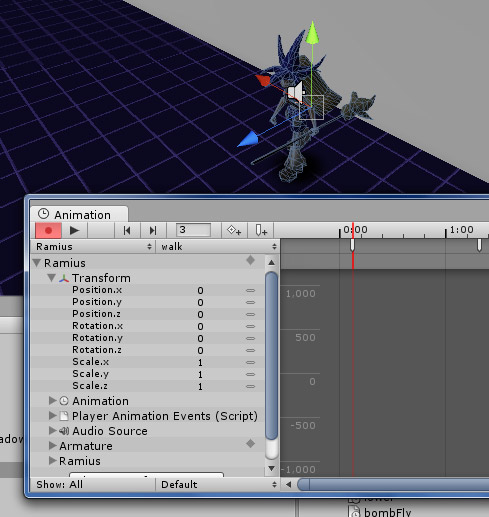 Animation
3
0:00
1:00
Ramius
walk
Ramius
Transform
Position.x 0
Position.y 0
Position.z 0
Rotation.x 0
Rotation.y 0
Rotation.z 0
Scale.x 1
Scale.y 1
Scale.z 1
Animation
Player Animation Events (Script)
Audio Source
Armature
Ramius
1.000
500
0
-500
-1.000
Show: All
Default
bombFly